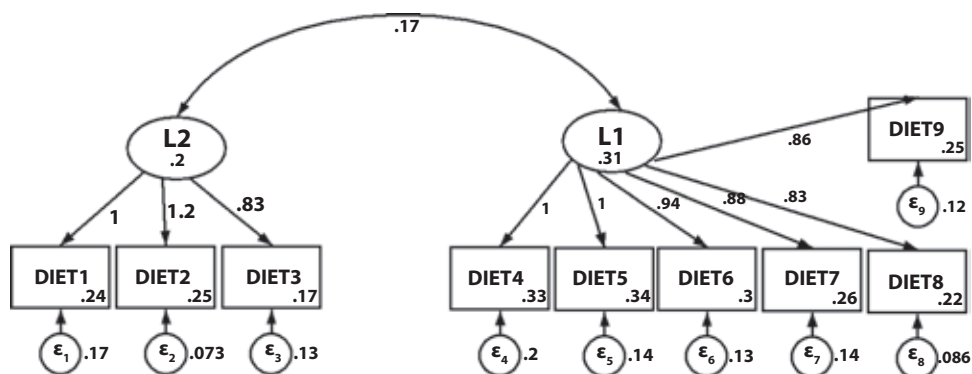 .17
L2
.2
L1
.31
DIET9
.25
.86
ε9
.12
1
1.2
.83
1
1
.94
.88
.83
DIET1
.24
DIET2
.25
DIET3
.17
DIET4
.33
DIET5
.34
DIET6
.3
DIET7
.26
DIET8
.22
ε1 .17
ε2 .073
ε3 .13
ε4 .2
ε5 .14
ε6 .13
ε7 .14
ε8 .086